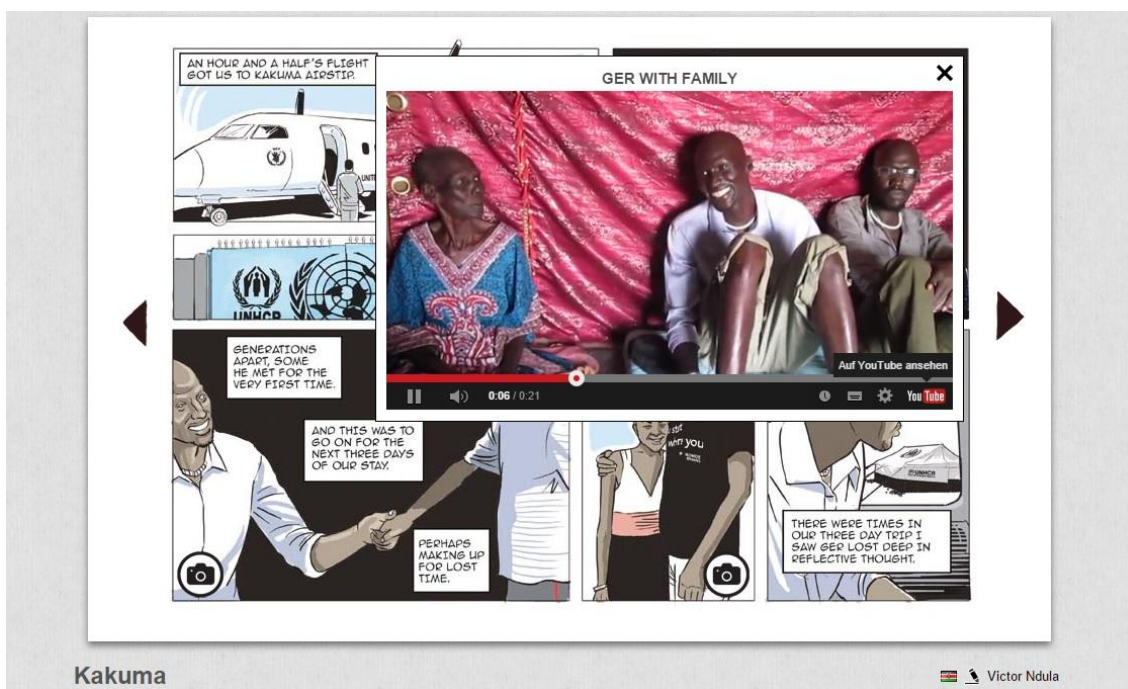 AN HOUR AND A HALF'S FLIGHT
GOT US TO KAKUMA AIRSTIP.
GER WITH FAMILY
UNHCR
Auf YouTube ansehen
0:06 / 0:21
YouTube
GENERATIONS
APART, SOME
HE MET FOR THE
VERY FIRST TIME.
AND THIS WAS TO
GO ON FOR THE
NEXT THREE DAYS
OF OUR STAY.
PERHAPS
MAKING UP
FOR LOST
TIME.
you
UNHCR
THERE WERE TIMES IN
OUR THREE DAY TRIP I
SAW GER LOST DEEP IN
REFLECTIVE THOUGHT.
Kakuma
Victor Ndula